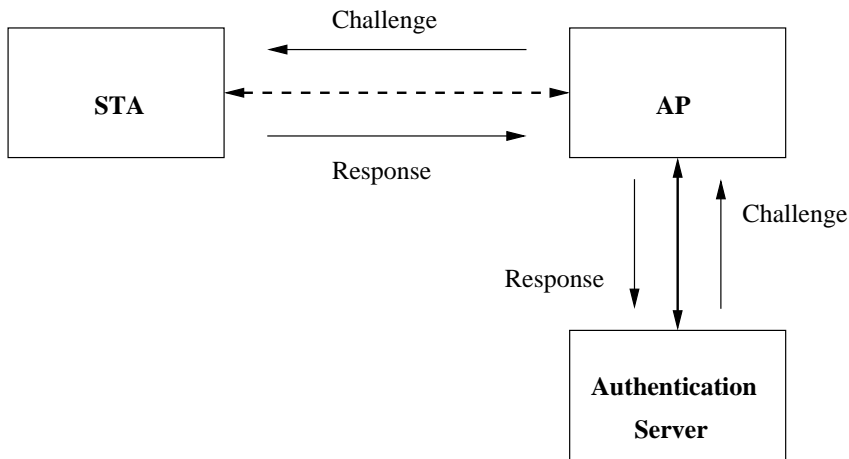 Challenge
STA
AP
Response
Challenge
Response
Authentication
Server